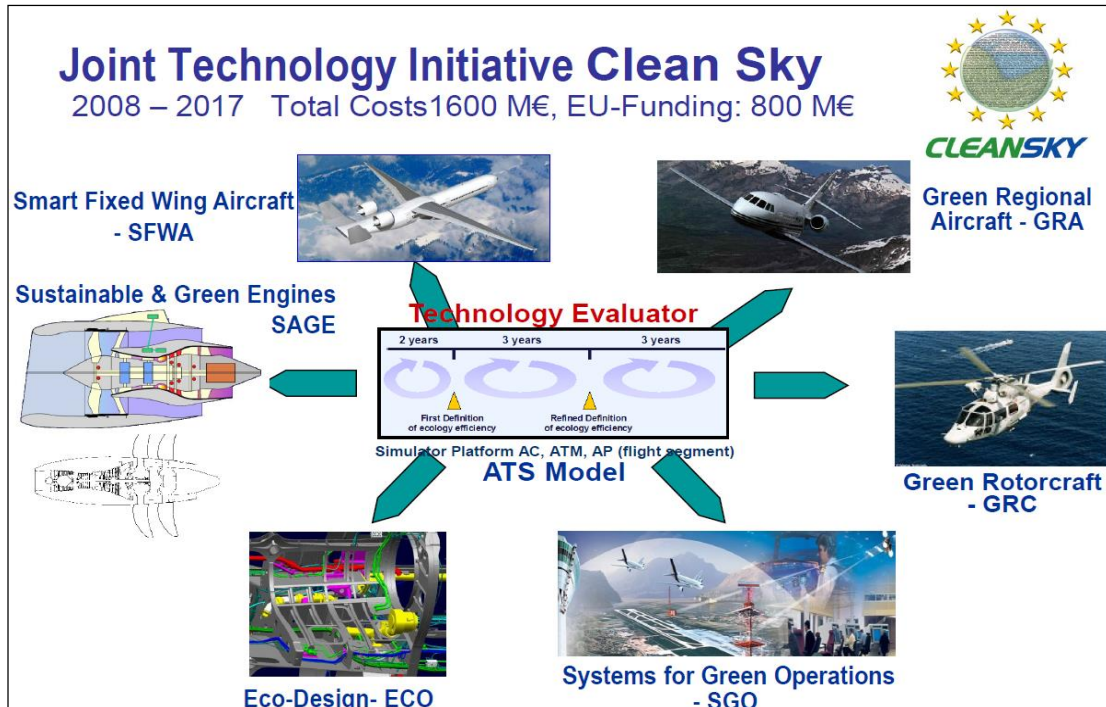 Joint Technology Initiative Clean Sky
2008 – 2017 Total Costs1600 M€, EU-Funding: 800 M€
CLEANSKY
Smart Fixed Wing Aircraft
- SFWA
Green Regional
Aircraft - GRA
Sustainable & Green Engines
SAGE
Technology Evaluator
2 years 3 years 3 years
First Definition
of ecology efficiency
Refined Definition
of ecology efficiency
Simulator Platform AC, ATM, AP (flight segment)
ATS Model
Green Rotorcraft
- GRC
Eco-Design- ECO
Systems for Green Operations
- SGO